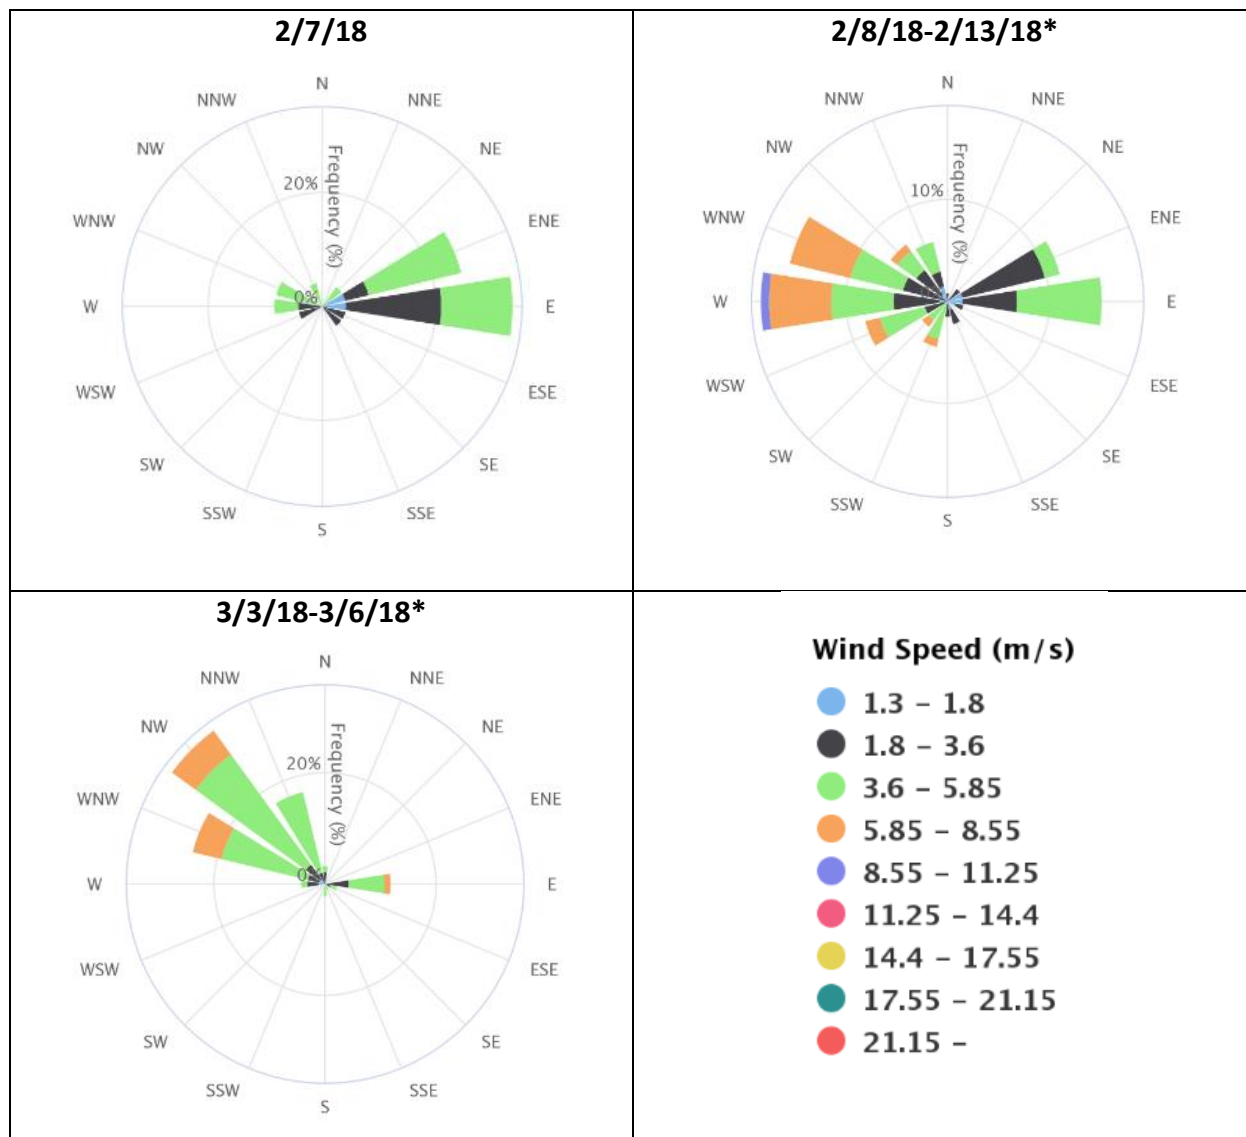 2/7/18
N
NNW
NNE
NW
NE
Frequency (%)
20%
WNW
ENE
0%
W
E
WSW
ESE
SW
SE
SSW
SSE
S
2/8/18-2/13/18*
N
NNW
NNE
NW
NE
Frequency (%)
10%
WNW
ENE
W
E
WSW
ESE
SW
SE
SSW
SSE
S
3/3/18-3/6/18*
N
NNW
NNE
NW
NE
Frequency (%)
20%
WNW
ENE
0%
W
E
WSW
ESE
SW
SE
SSW
SSE
S
Wind Speed (m/s)
1.3 – 1.8
1.8 – 3.6
3.6 – 5.85
5.85 – 8.55
8.55 – 11.25
11.25 – 14.4
14.4 – 17.55
17.55 – 21.15
21.15 –